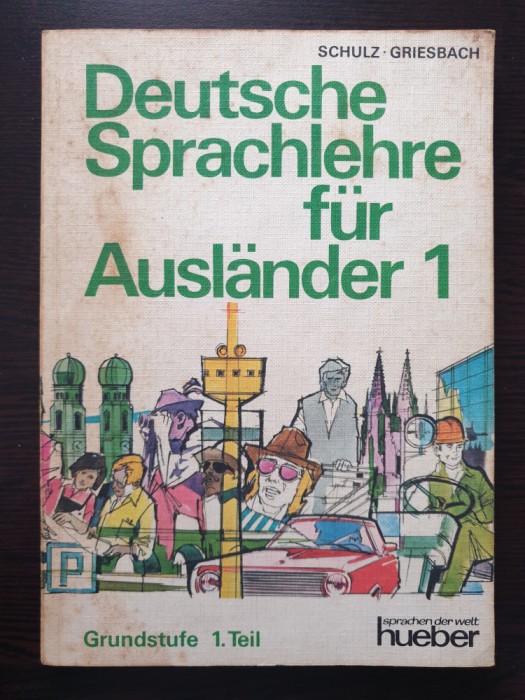 SCHULZ · GRIESBACH
Deutsche
Sprachlehre
für
Ausländer 1
P
Grundstufe 1. Teil
sprachen der welt
hueber